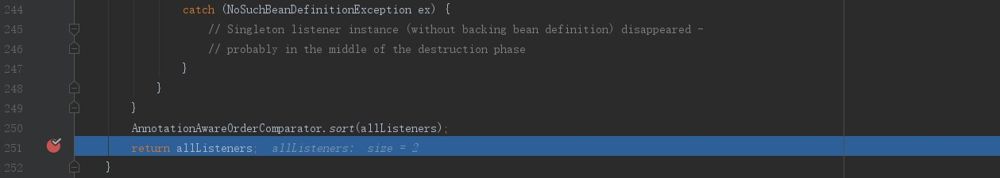 244 catch (NoSuchBeanDefinitionException ex) {
245 // Singleton listener instance (without backing bean definition) disappeared -
246 // probably in the middle of the destruction phase
247 }
248 }
249 }
250 AnnotationAwareOrderComparator.sort(allListeners);
251 return allListeners; allListeners: size = 2
252 }